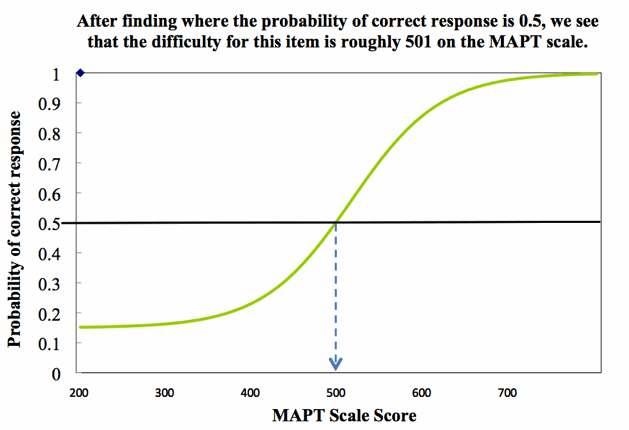 After finding where the probability of correct response is 0.5, we see
that the difficulty for this item is roughly 501 on the MAPT scale.
Probability of correct response
1
0.9
0.8
0.7
0.6
0.5
0.4
0.3
0.2
0.1
0
200 300 400 500 600 700
MAPT Scale Score